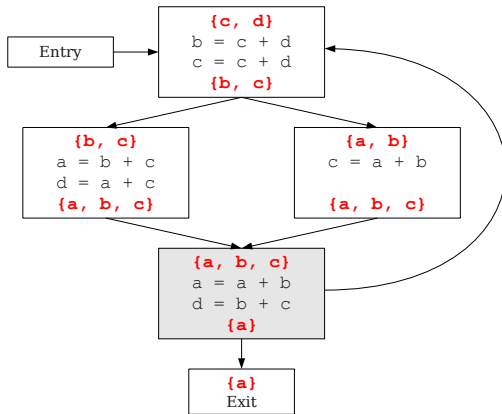 {c, d}
Entry
b = c + d
c = c + d
{b, c}
{b, c}
a = b + c
d = a + c
{a, b, c}
{a, b}
c = a + b
{a, b, c}
{a, b, c}
a = a + b
d = b + c
{a}
{a}
Exit